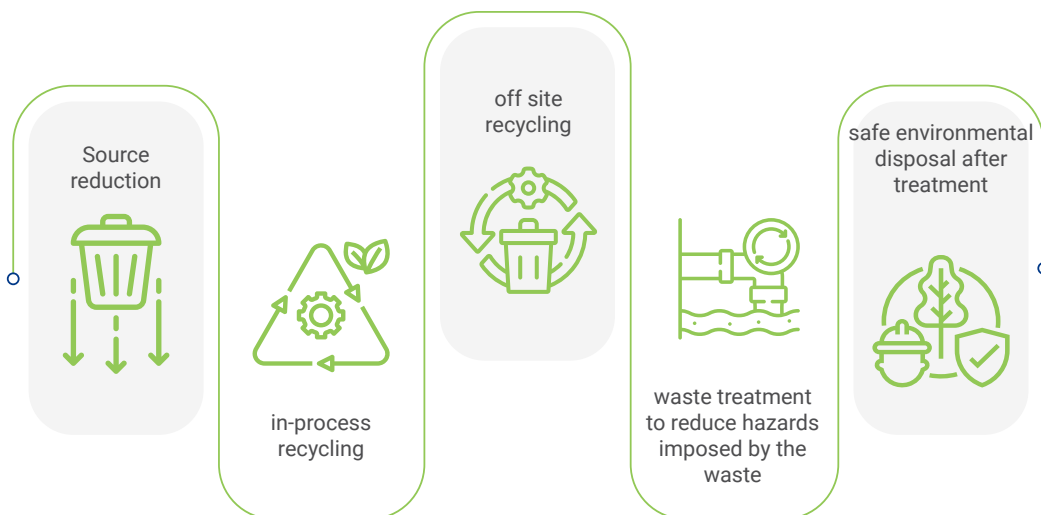 Source
reduction
in-process
recycling
off site
recycling
waste treatment
to reduce hazards
imposed by the
waste
safe environmental
disposal after
treatment